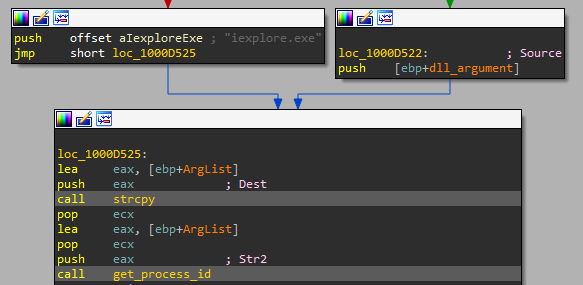 push    offset aIexploreExe ; "iexplore.exe"
jmp     short loc_1000D525
loc_1000D522:           ; Source
push    [ebp+dll_argument]
loc_1000D525:
lea     eax, [ebp+ArgList]
push    eax             ; Dest
call    strcpy
pop     ecx
lea     eax, [ebp+ArgList]
pop     ecx
push    eax             ; Str2
call    get_process_id